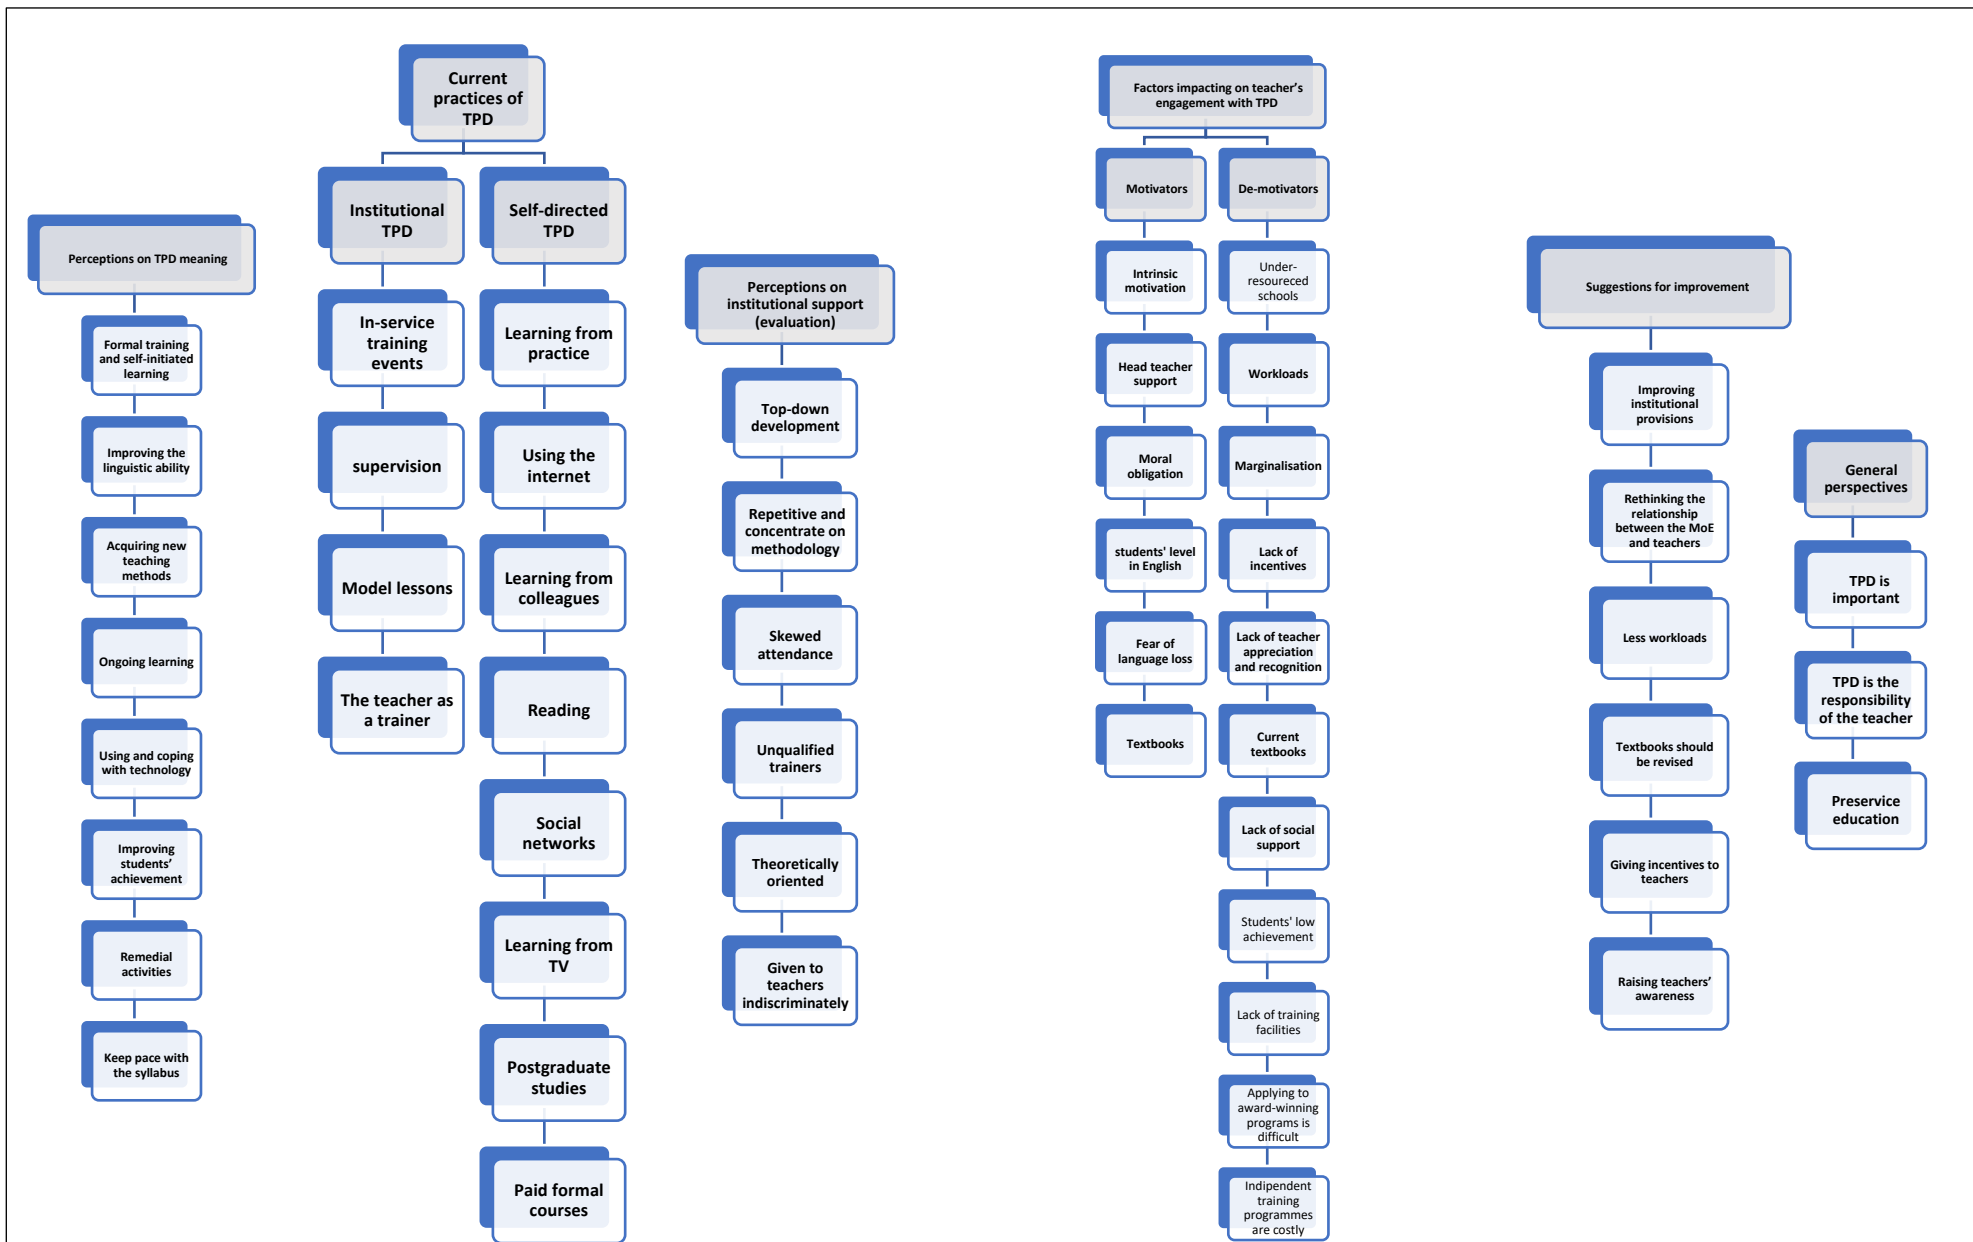 Perceptions on TPD meaning
Formal training
and self-initiated
learning
Improving the
linguistic ability
Acquiring new
teaching
methods
Ongoing learning
Using and coping
with technology
Improving
students’
achievement
Remedial
activities
Keep pace with
the syllabus
Current
practices of
TPD
Institutional
TPD
In-service
training
events
supervision
Model lessons
The teacher as
a trainer
Self-directed
TPD
Learning from
practice
Using the
internet
Learning from
colleagues
Reading
Social
networks
Learning from
TV
Postgraduate
studies
Paid formal
courses
Perceptions on
institutional support
(evaluation)
Top-down
development
Repetitive and
concentrate on
methodology
Skewed
attendance
Unqualified
trainers
Theoretically
oriented
Given to
teachers
indiscriminately
Factors impacting on teacher’s
engagement with TPD
Motivators
Intrinsic
motivation
Head teacher
support
Moral
obligation
students' level
in English
Fear of
language loss
Textbooks
De-motivators
Under-
resoureced
schools
Workloads
Marginalisation
Lack of
incentives
Lack of teacher
appreciation
and recognition
Current
textbooks
Lack of social
support
Students' low
achievement
Lack of training
facilities
Applying to
award-winning
programs is
difficult
Indipendent
training
programmes
are costly
Suggestions for improvement
Improving
institutional
provisions
Rethinking the
relationship
between the MoE
and teachers
Less workloads
Textbooks should
be revised
Giving incentives to
teachers
Raising teachers’
awareness
General
perspectives
TPD is
important
TPD is the
responsibility
of the teacher
Preservice
education